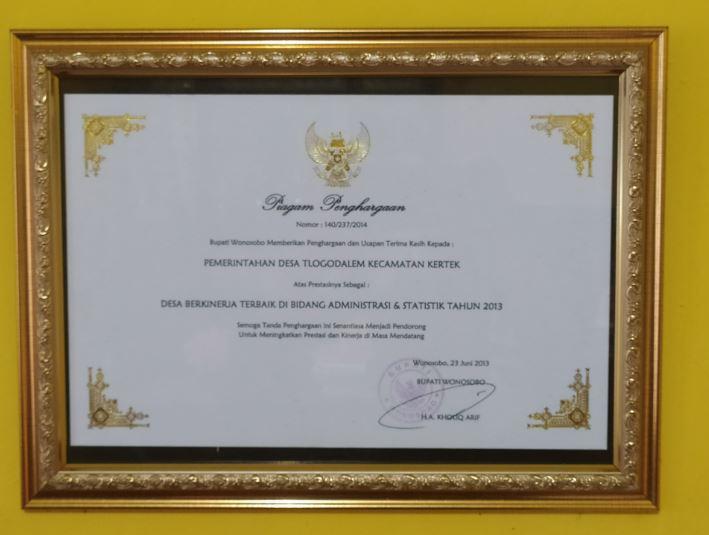 Piagam Penghargaan
Nomor : 140/237/2014
Bupati Wonosobo Memberikan Penghargaan dan Ucapan Terima Kasih Kepada :
PEMERINTAHAN DESA TLOGODALEM KECAMATAN KERTEK
Atas Prestasinya Sebagai :
DESA BERKINERJA TERBAIK DI BIDANG ADMINISTRASI & STATISTIK TAHUN 2013
Semoga Tanda Penghargaan ini Senantiasa Menjadi Pendorong
Untuk Meningkatkan Prestasi dan Kinerja di Masa Mendatang
Wonosobo, 23 Juni 2013
BUPATI WONOSOBO
H.A. KHOLIQ ARIF